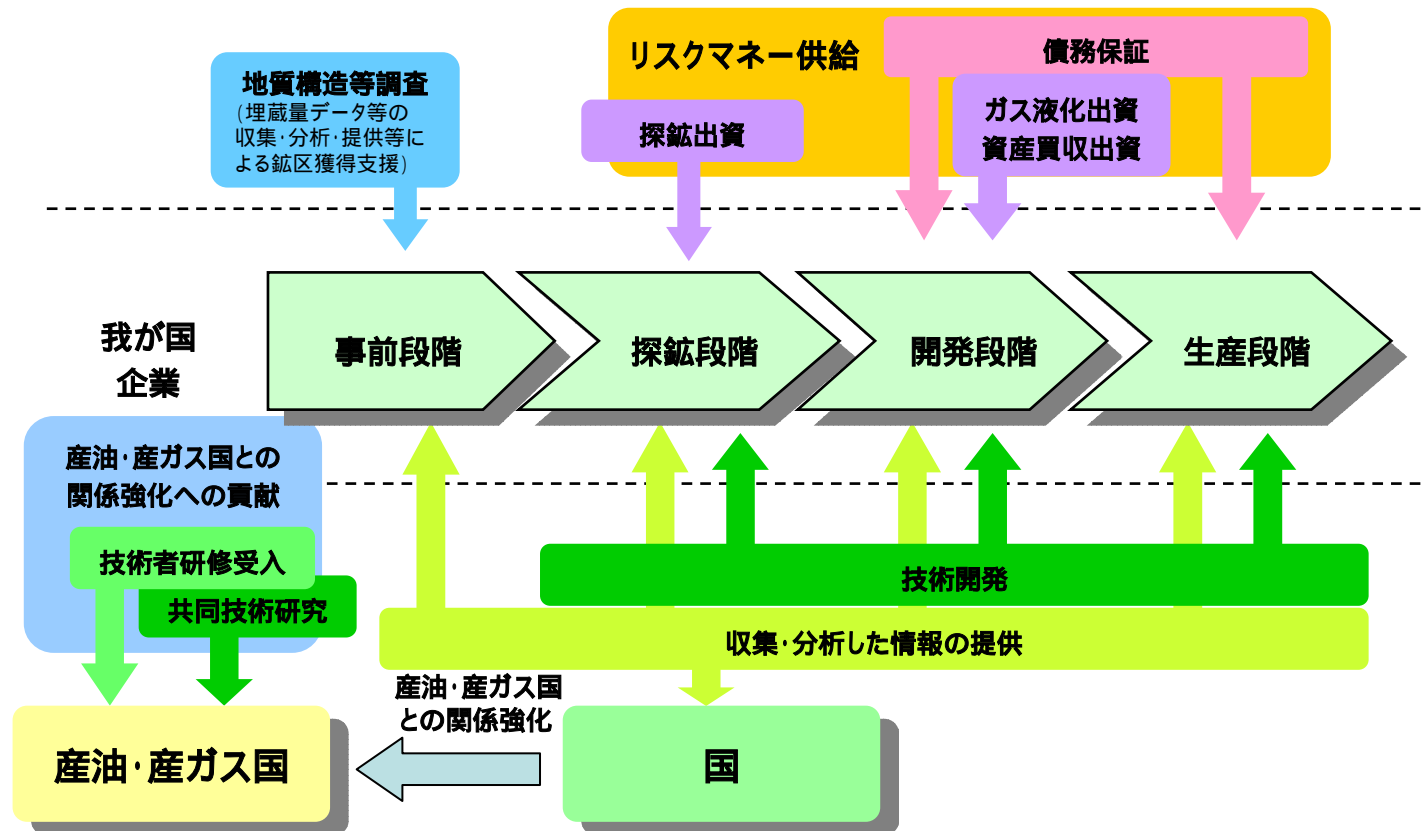 リスクマネー供給
債務保証
地質構造等調査
(埋蔵量データ等の
収集・分析・提供等に
よる鉱区獲得支援)
探鉱出資
ガス液化出資
資産買収出資
我が国
企業
事前段階
探鉱段階
開発段階
生産段階
産油・産ガス国との
関係強化への貢献
技術者研修受入
共同技術研究
技術開発
収集・分析した情報の提供
産油・産ガス国
との関係強化
産油・産ガス国
国